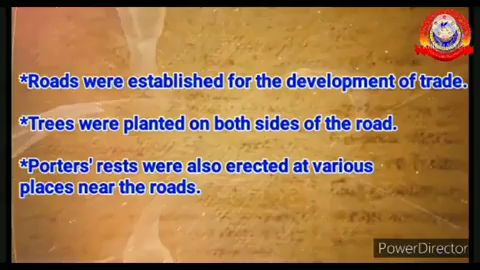 *Roads were established for the development of trade.
*Trees were planted on both sides of the road.
*Porters' rests were also erected at various
places near the roads.
PowerDirector